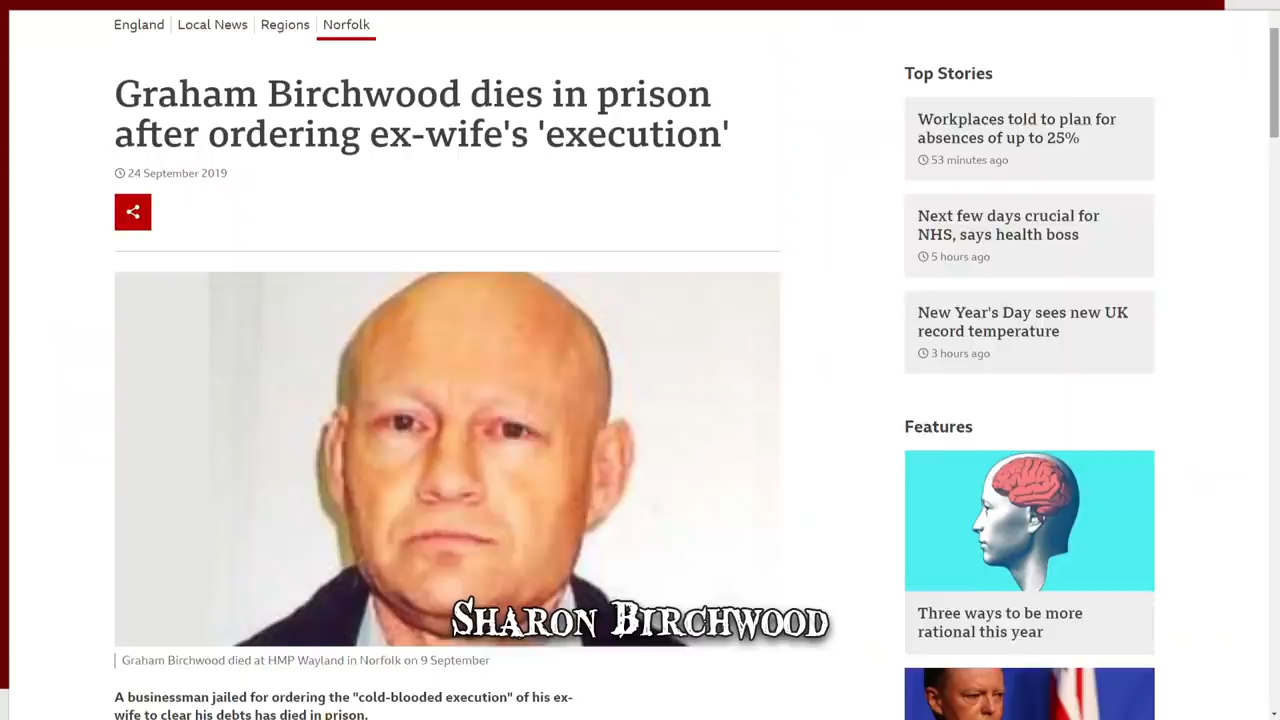 England
Local News
Regions
Norfolk
Graham Birchwood dies in prison
after ordering ex-wife's 'execution'
24 September 2019
SHARON BIRCHWOOD
Graham Birchwood died at HMP Wayland in Norfolk on 9 September
A businessman jailed for ordering the "cold-blooded execution" of his ex-
wife to clear his debts has died in prison.
Top Stories
Workplaces told to plan for
absences of up to 25%
53 minutes ago
Next few days crucial for
NHS, says health boss
5 hours ago
New Year's Day sees new UK
record temperature
3 hours ago
Features
Three ways to be more
rational this year